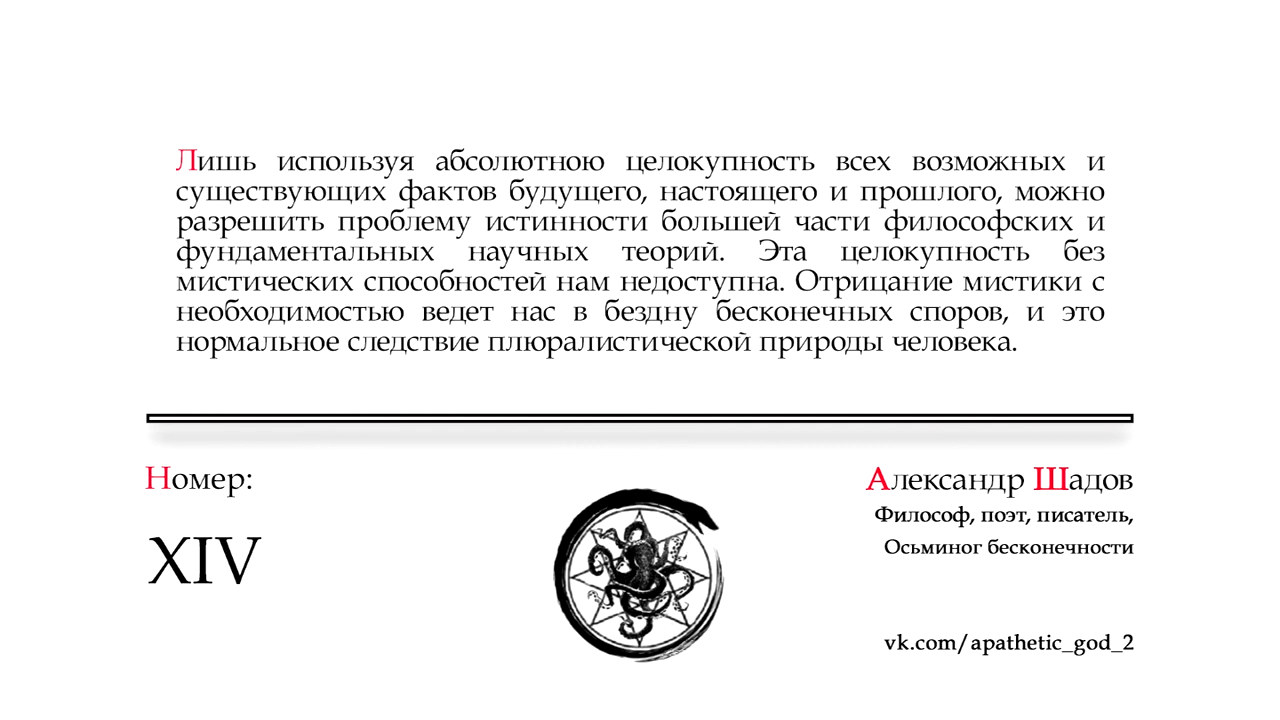 Лишь используя абсолютною целокупность всех возможных и
существующих фактов будущего, настоящего и прошлого, можно
разрешить проблему истинности большей части философских и
фундаментальных научных теорий. Эта целокупность без
мистических способностей нам недоступна. Отрицание мистики с
необходимостью ведет нас в бездну бесконечных споров, и это
нормальное следствие плюралистической природы человека.
Номер:
XIV
Александр Шадов
Философ, поэт, писатель,
Осьминог бесконечности
vk.com/apathetic_god_2